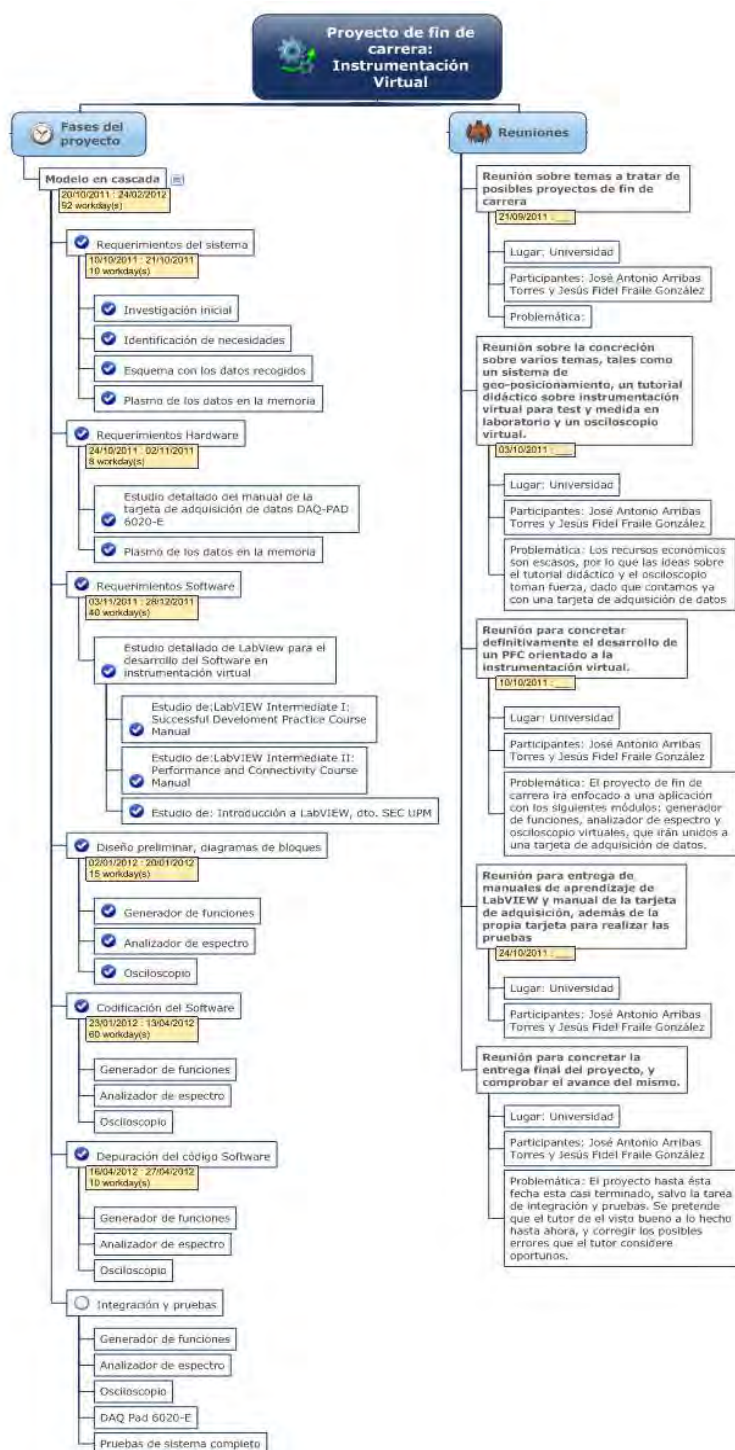 Proyecto de fin de
carrera:
Instrumentación
Virtual
Fases del
proyecto
Modelo en cascada
20/10/2011 : 24/02/2012
92 workday(s)
Requerimientos del sistema
10/10/2011 : 21/10/2011
10 workday(s)
Investigación inicial
Identificación de necesidades
Esquema con los datos recogidos
Plasmo de los datos en la memoria
Requerimientos Hardware
24/10/2011 : 02/11/2011
8 workday(s)
Estudio detallado del manual de la
tarjeta de adquisición de datos DAQ-PAD
6020-E
Plasmo de los datos en la memoria
Requerimientos Software
03/11/2011 : 28/12/2011
40 workday(s)
Estudio detallado de LabView para el
desarrollo del Software en
instrumentación virtual
Estudio de:LabVIEW Intermediate I:
Successful Develoment Practice Course
Manual
Estudio de:LabVIEW Intermediate II:
Performance and Connectivity Course
Manual
Estudio de: Introducción a LabVIEW, dto. SEC UPM
Diseño preliminar, diagramas de bloques
02/01/2012 : 20/01/2012
15 workday(s)
Generador de funciones
Analizador de espectro
Osciloscopio
Codificación del Software
23/01/2012 : 13/04/2012
60 workday(s)
Generador de funciones
Analizador de espectro
Osciloscopio
Depuración del código Software
16/04/2012 : 27/04/2012
10 workday(s)
Generador de funciones
Analizador de espectro
Osciloscopio
Integración y pruebas
Generador de funciones
Analizador de espectro
Osciloscopio
DAQ Pad 6020-E
Pruebas de sistema completo
Reuniones
Reunión sobre temas a tratar de
posibles proyectos de fin de
carrera
21/09/2011 : ___
Lugar: Universidad
Participantes: José Antonio Arribas
Torres y Jesús Fidel Fraile González
Problemática:
Reunión sobre la concreción
sobre varios temas, tales como
un sistema de
geo-posicionamiento, un tutorial
didáctico sobre instrumentación
virtual para test y medida en
laboratorio y un osciloscopio
virtual.
03/10/2011 : ___
Lugar: Universidad
Participantes: José Antonio Arribas
Torres y Jesús Fidel Fraile González
Problemática: Los recursos económicos
son escasos, por lo que las ideas sobre
el tutorial didáctico y el osciloscopio
toman fuerza, dado que contamos ya
con una tarjeta de adquisición de datos
Reunión para concretar
definitivamente el desarrollo de
un PFC orientado a la
instrumentación virtual.
10/10/2011 : ___
Lugar: Universidad
Participantes: José Antonio Arribas
Torres y Jesús Fidel Fraile González
Problemática: El proyecto de fin de
carrera ira enfocado a una aplicación
con los siguientes módulos: generador
de funciones, analizador de espectro y
osciloscopio virtuales, que irán unidos a
una tarjeta de adquisición de datos.
Reunión para entrega de
manuales de aprendizaje de
LabVIEW y manual de la tarjeta
de adquisición, además de la
propia tarjeta para realizar las
pruebas
24/10/2011 : ___
Lugar: Universidad
Participantes: José Antonio Arribas
Torres y Jesús Fidel Fraile González
Reunión para concretar la
entrega final del proyecto, y
comprobar el avance del mismo.
Lugar: Universidad
Participantes: José Antonio Arribas
Torres y Jesús Fidel Fraile González
Problemática: El proyecto hasta ésta
fecha esta casi terminado, salvo la tarea
de integración y pruebas. Se pretende
que el tutor de el visto bueno a lo hecho
hasta ahora, y corregir los posibles
errores que el tutor considere
oportunos.